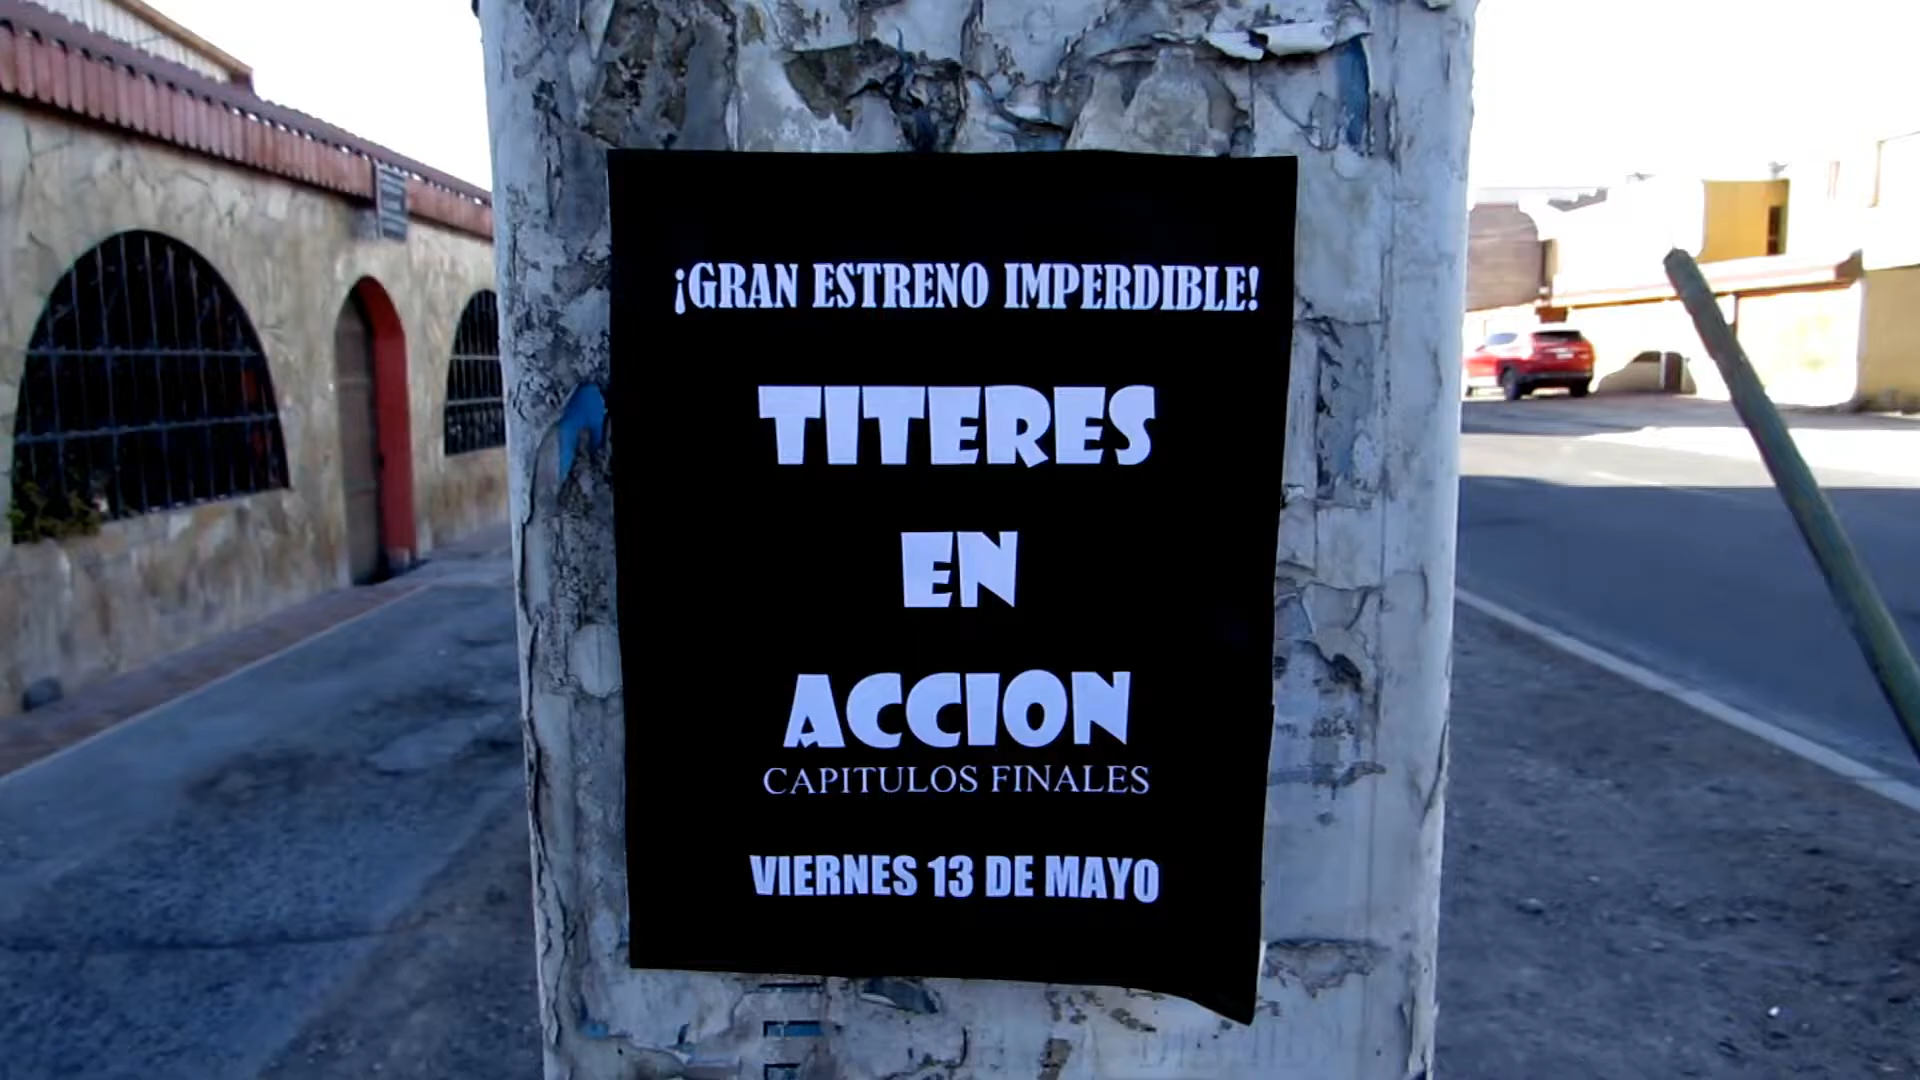 ¡GRAN ESTRENO IMPERDIBLE!
TITERES
EN
ACCION
CAPITULOS FINALES
VIERNES 13 DE MAYO